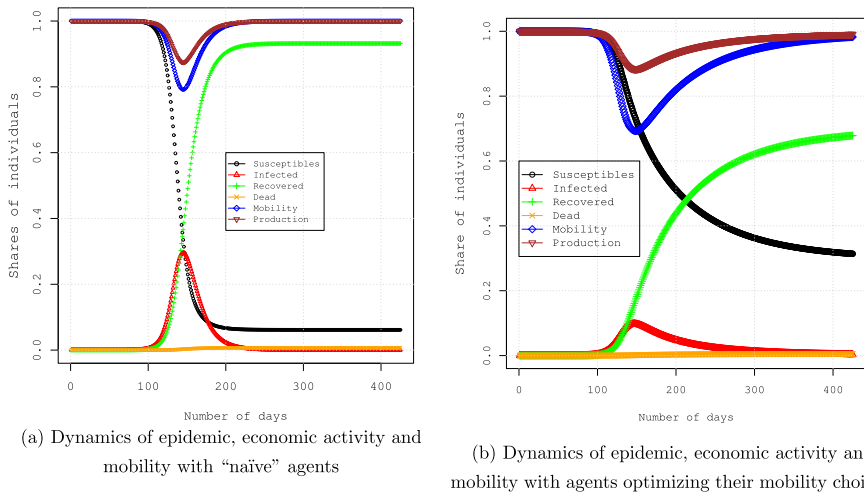 Shares of individuals
0.0 0.2 0.4 0.6 0.8 1.0
Susceptibles
Infected
Recovered
Dead
Mobility
Production
0 100 200 300 400
Number of days
(a) Dynamics of epidemic, economic activity and
mobility with “naïve” agents
Shares of individuals
0.0 0.2 0.4 0.6 0.8 1.0
Susceptibles
Infected
Recovered
Dead
Mobility
Production
0 100 200 300 400
Number of days
(b) Dynamics of epidemic, economic activity an
mobility with agents optimizing their mobility choi